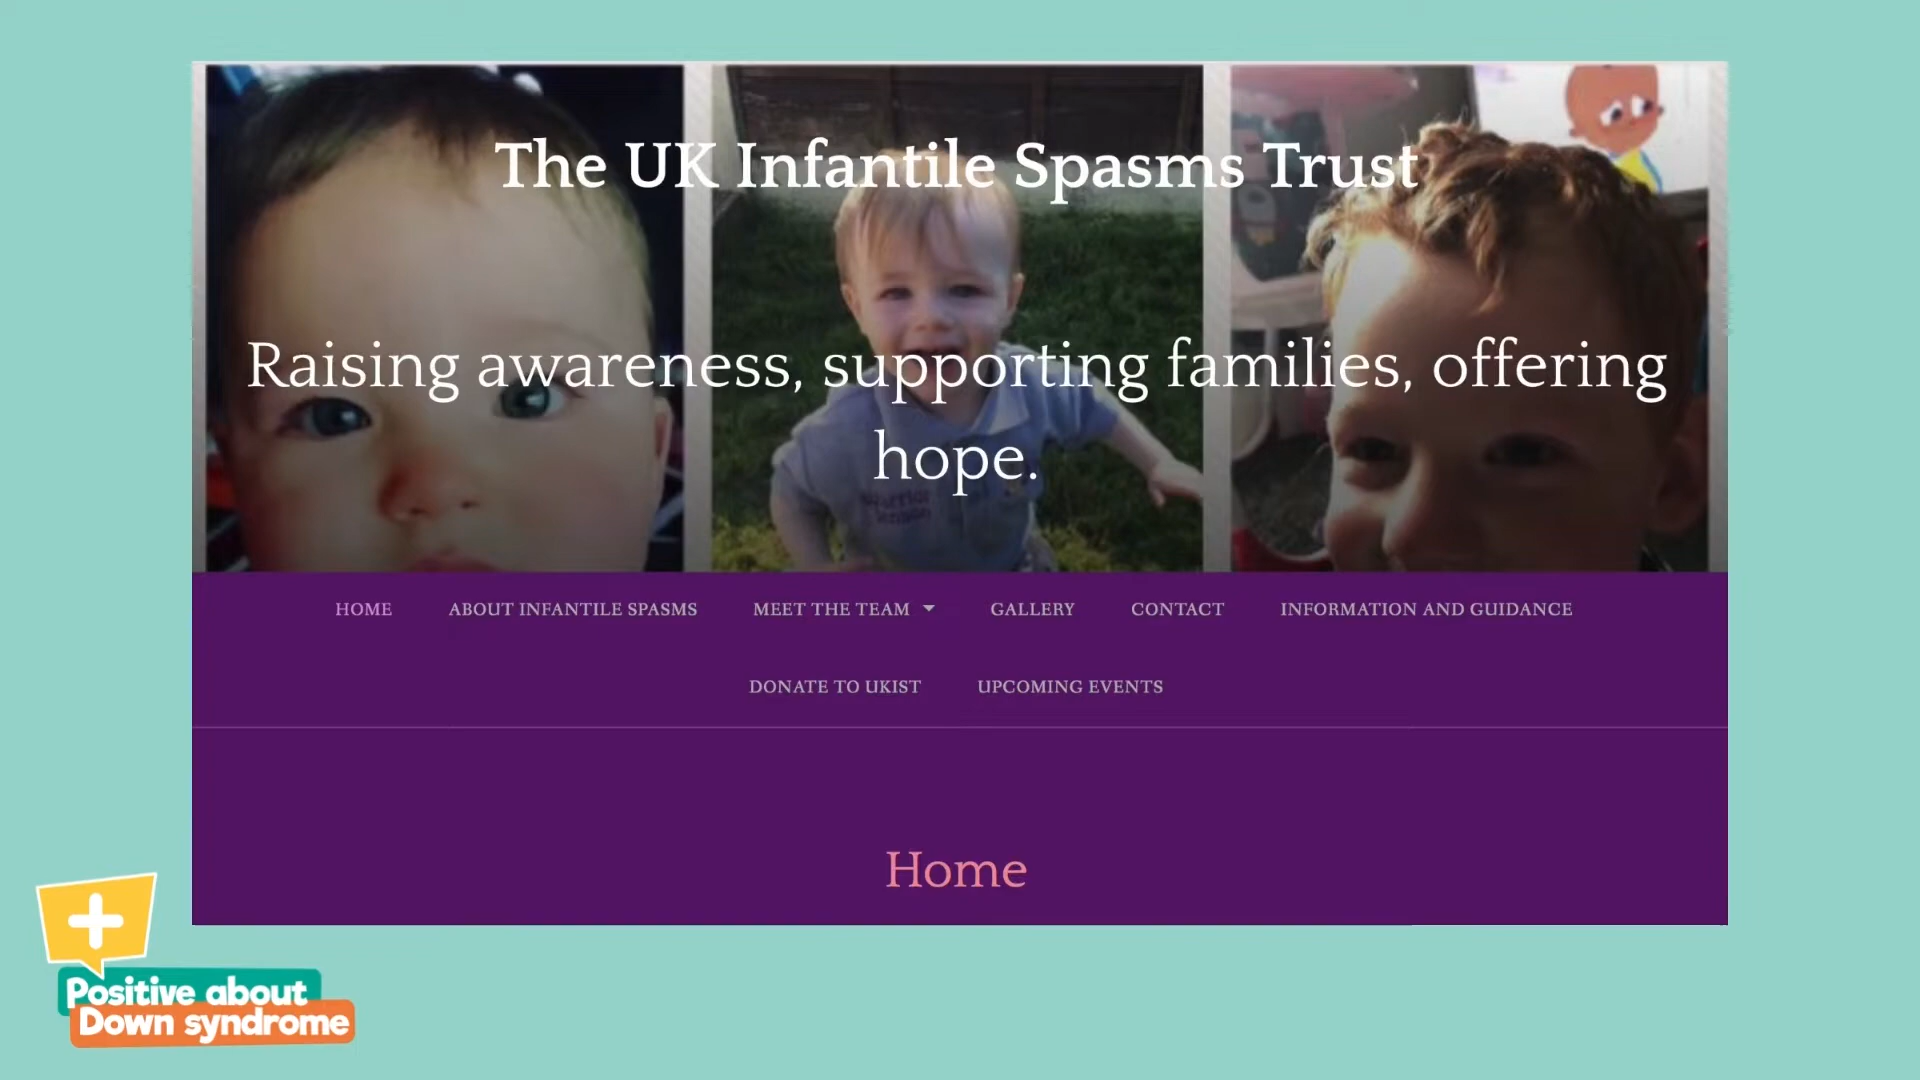 The UK Infantile Spasms Trust
Raising awareness, supporting families, offering
hope.
HOME ABOUT INFANTILE SPASMS MEET THE TEAM GALLERY CONTACT INFORMATION AND GUIDANCE
DONATE TO UKIST UPCOMING EVENTS
Home
Positive about
Down syndrome